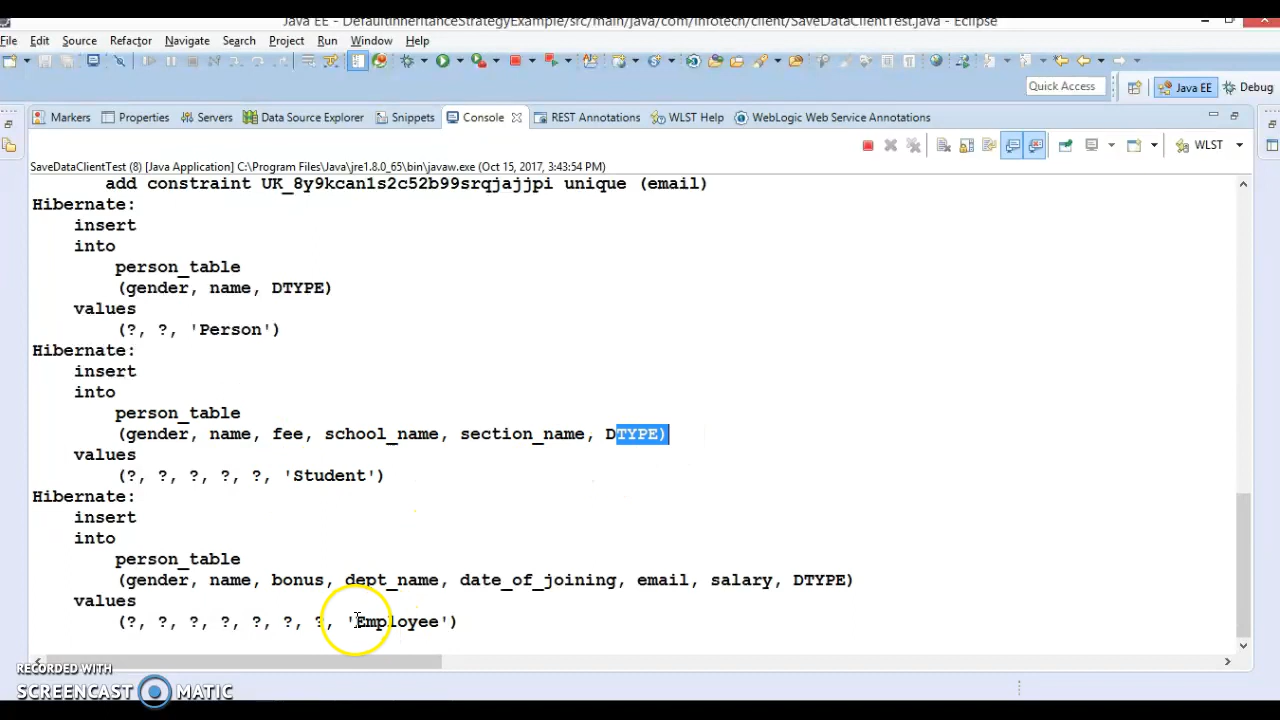 Java EE - DefaultInheritanceStrategyExample/src/main/java/com/infotech/client/SaveDataClientTest.java - Eclipse
File Edit Source Refactor Navigate Search Project Run Window Help
Quick Access Java EE Debug
Markers Properties Servers Data Source Explorer Snippets Console REST Annotations WLST Help WebLogic Web Service Annotations
WLST
SaveDataClientTest (8) [Java Application] C:\Program Files\Java\jre1.8.0_65\bin\javaw.exe (Oct 15, 2017, 3:43:54 PM)
add constraint UK_8y9kcan1s2c52b99srqjajjpi unique (email)
Hibernate:
insert
into
person_table
(gender, name, DTYPE)
values
(?, ?, 'Person')
Hibernate:
insert
into
person_table
(gender, name, fee, school_name, section_name, DTYPE)
values
(?, ?, ?, ?, ?, 'Student')
Hibernate:
insert
into
person_table
(gender, name, bonus, dept_name, date_of_joining, email, salary, DTYPE)
values
(?, ?, ?, ?, ?, ?, ?, 'Employee')
RECORDED WITH
SCREENCAST MATIC